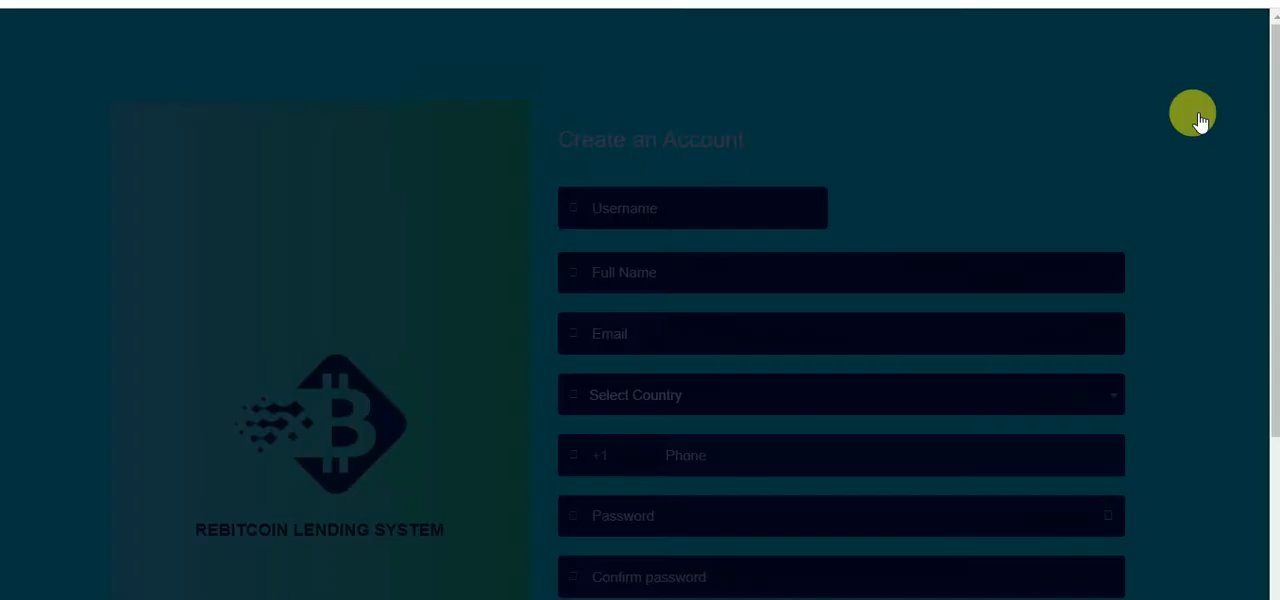 Create an Account
Username
Full Name
Email
Select Country
+1 Phone
Password
Confirm password
REBITCOIN LENDING SYSTEM